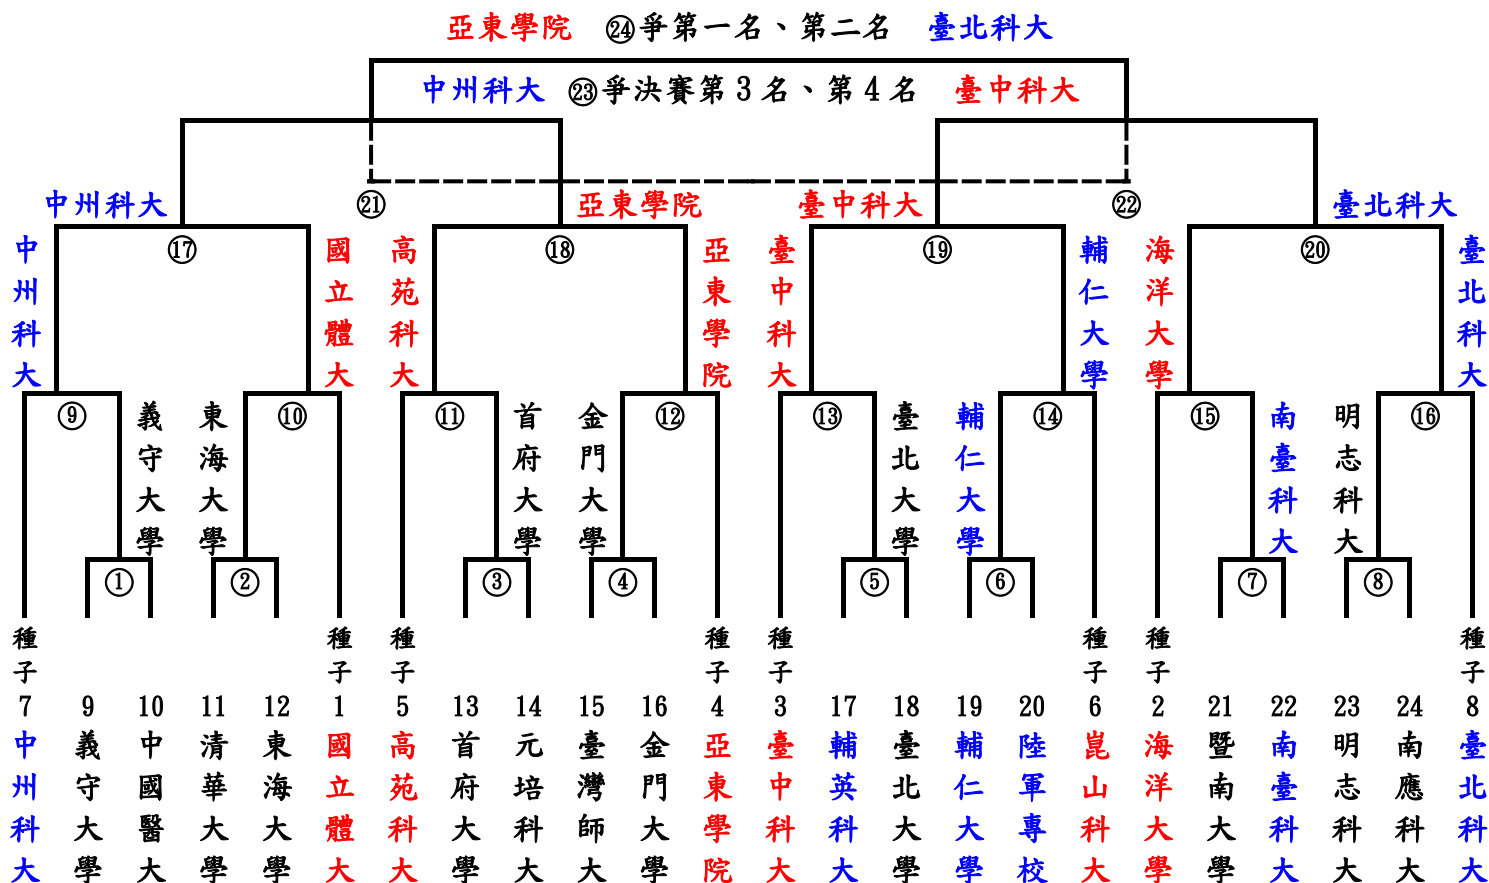 亞東學院 ㉔爭第一名、第二名 臺北科大
中州科大 ㉓爭決賽第3名、第4名 臺中科大
中州科大 ㉑ 亞東學院 臺中科大 ㉒ 臺北科大
⑰ ⑱ ⑲ ⑳
中州科大
國立體大
高苑科大
亞東學院
臺中科大
輔仁大學
海洋大學
臺北科大
⑨ ⑩ ⑪ ⑫ ⑬ ⑭ ⑮ ⑯
義守大學
東海大學
首府大學
金門大學
臺北大學
輔仁大學
南臺科大
明志科大
① ② ③ ④ ⑤ ⑥ ⑦ ⑧
種子 7 中州科大
9 義守大學
10 中國醫大
11 清華大學
12 東海大學
種子 1 國立體大
種子 5 高苑科大
13 首府大學
14 元培科大
15 臺灣師大
16 金門大學
種子 4 亞東學院
種子 3 臺中科大
17 輔英科大
18 臺北大學
19 輔仁大學
20 陸軍專校
種子 6 崑山科大
種子 2 海洋大學
21 暨南大學
22 南臺科大
23 明志科大
24 南應科大
種子 8 臺北科大